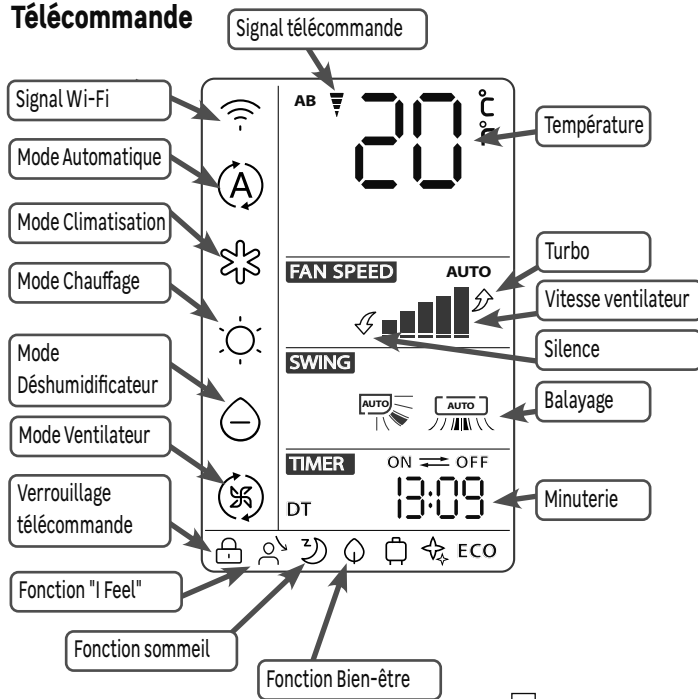 Télécommande
Signal télécommande
Signal Wi-Fi
AB
20
°C
°F
Température
Mode Automatique
A
Mode Climatisation
FAN SPEED
AUTO
Turbo
Mode Chauffage
Vitesse ventilateur
Silence
SWING
Mode
Déshumidificateur
AUTO
AUTO
Balayage
Mode Ventilateur
TIMER
ON OFF
DT
13:09
Minuterie
Verrouillage
télécommande
z
ECO
Fonction "I Feel"
Fonction sommeil
Fonction Bien-être